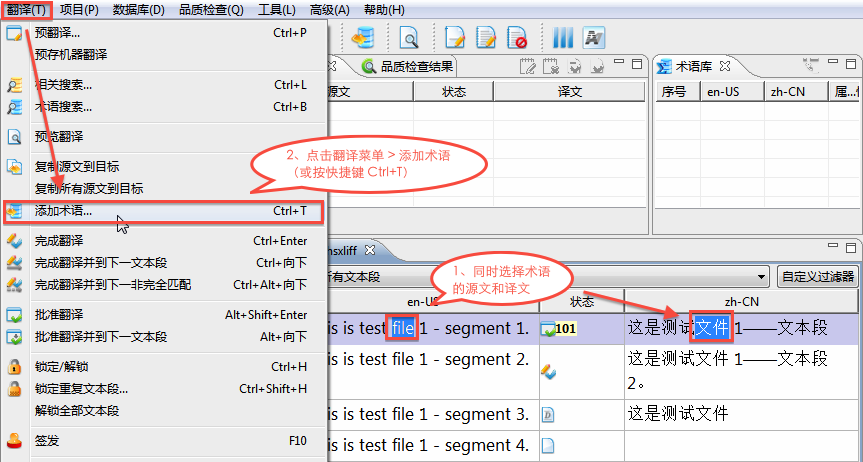 翻译(T) 项目(P) 数据库(D) 品质检查(Q) 工具(L) 高级(A) 帮助(H)
预翻译... Ctrl+P
预存机器翻译
相关搜索... Ctrl+L
术语搜索... Ctrl+B
预览翻译
复制源文到目标
复制所有源文到目标
添加术语... Ctrl+T
完成翻译 Ctrl+Enter
完成翻译并到下一文本段 Ctrl+向下
完成翻译并到下一非完全匹配 Ctrl+Alt+向下
批准翻译 Alt+Shift+Enter
批准翻译并到下一文本段 Alt+向下
锁定/解锁 Ctrl+H
锁定重复文本段... Ctrl+Shift+H
解锁全部文本段
签发 F10
品质检查结果
原文 状态 译文
术语库
序号 en-US zh-CN 属...
2、点击翻译菜单 > 添加术语
（或按快捷键 Ctrl+T）
hsxliff
所有文本段 自定义过滤器
1、同时选择术语
的源文和译文
en-US 状态 zh-CN
is is test file 1 - segment 1. 101 这是测试文件 1——文本段
is is test file 1 - segment 2. 这是测试文件 1——文本段
2。
is is test file 1 - segment 3. 这是测试文件
is is test file 1 - segment 4.